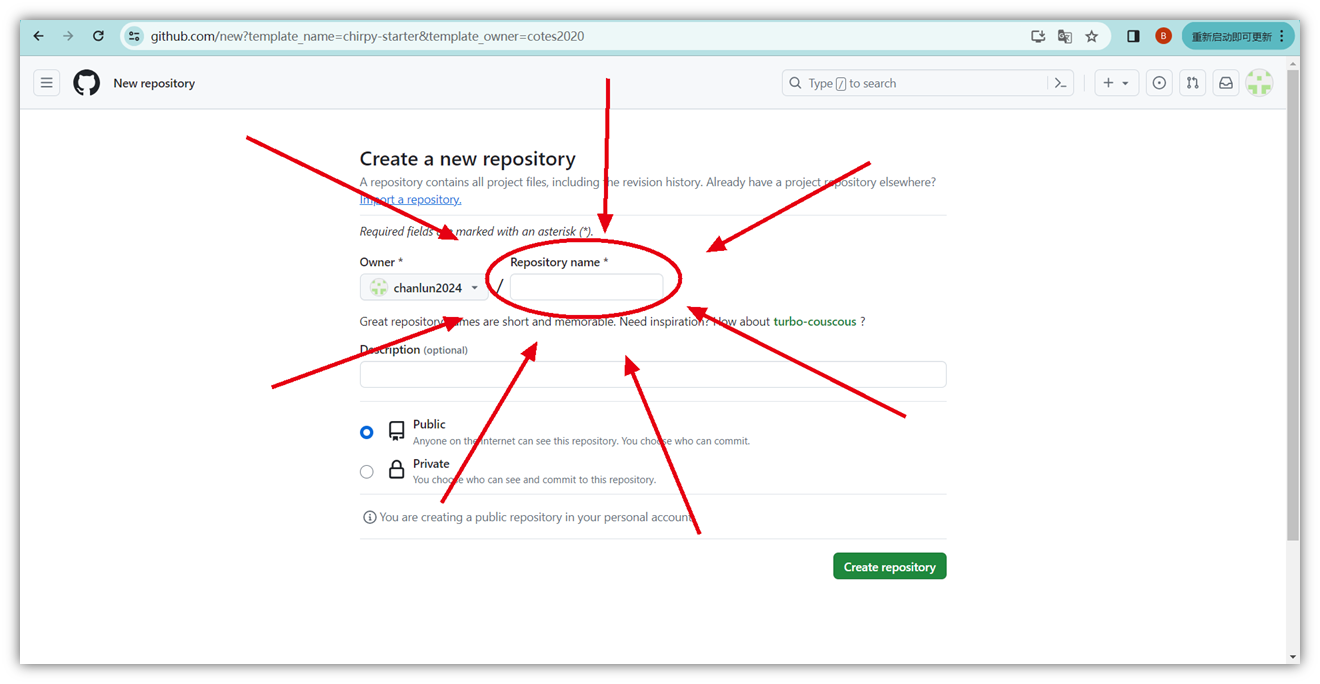 github.com/new?template_name=chirpy-starter&template_owner=cotes2020
B
重新启动即可更新
New repository
Type / to search
Create a new repository
A repository contains all project files, including the revision history. Already have a project repository elsewhere?
Import a repository.
Required fields are marked with an asterisk (*).
Owner *
Repository name *
chanlun2024
/
Great repository names are short and memorable. Need inspiration? How about turbo-couscous ?
Description (optional)
Public
Anyone on the internet can see this repository. You choose who can commit.
Private
You choose who can see and commit to this repository.
You are creating a public repository in your personal account.
Create repository